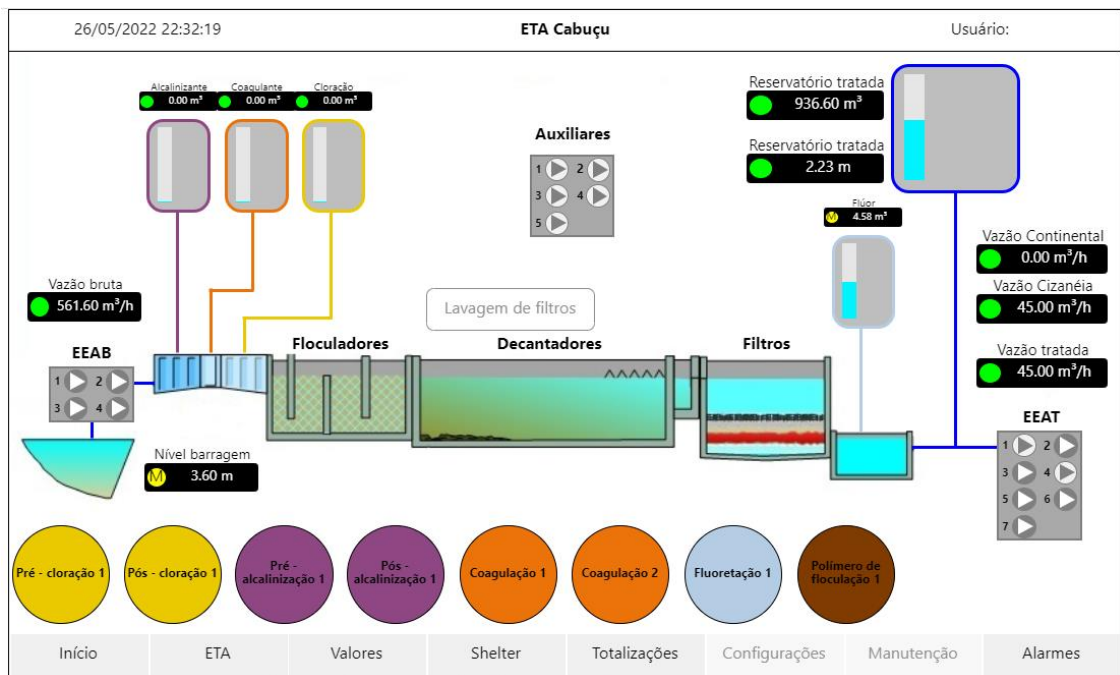 26/05/2022 22:32:19
ETA Cabuçu
Usuário:
Alcalinizante
0.00 m³
Coagulante
0.00 m³
Cloração
0.00 m³
Auxiliares
1 2
3 4
5
Reservatório tratada
936.60 m³
Reservatório tratada
2.23 m
Flúor
M 4.58 m³
Vazão Continental
0.00 m³/h
Vazão Cizanéia
45.00 m³/h
Vazão tratada
45.00 m³/h
Vazão bruta
561.60 m³/h
Lavagem de filtros
EEAB
1 2
3 4
Floculadores
Decantadores
Filtros
Nível barragem
M 3.60 m
EEAT
1 2
3 4
5 6
7
Pré - cloração 1
Pós - cloração 1
Pré -
alcalinização 1
Pós -
alcalinização 1
Coagulação 1
Coagulação 2
Fluoretação 1
Polímero de
floculação 1
Início
ETA
Valores
Shelter
Totalizações
Configurações
Manutenção
Alarmes